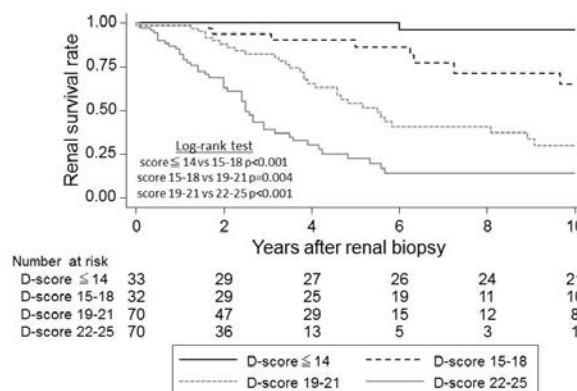 Renal survival rate
1.00
0.75
0.50
0.25
0.00
Log-rank test
score ≦ 14 vs 15-18 p<0.001
score 15-18 vs 19-21 p=0.004
score 19-21 vs 22-25 p<0.001
0 2 4 6 8 10
Years after renal biopsy
Number at risk
D-score ≦ 14 33 29 27 26 24
D-score 15-18 32 29 25 19 11 10
D-score 19-21 70 47 29 15 12 8
D-score 22-25 70 36 13 5 3 1
D-score ≦ 14 D-score 15-18
D-score 19-21 D-score 22-25